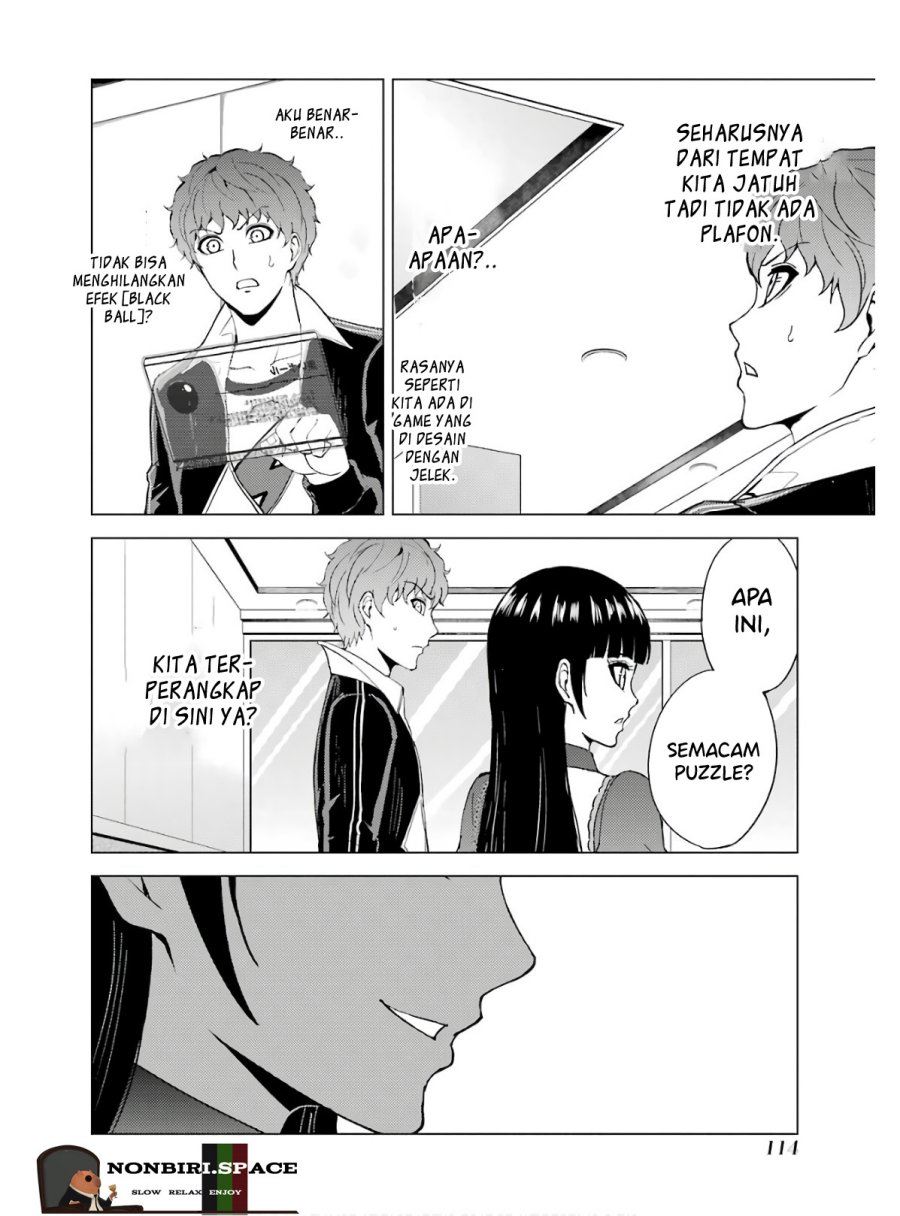 SEHARUSNYA
DARI TEMPAT
KITA JATUH
TADI TIDAK ADA
PLAFON.
APA-
APAAN?..
RASANYA
SEPERTI
KITA ADA DI
GAME YANG
DI DESAIN
DENGAN
JELEK.
AKU BENAR-
BENAR..
TIDAK BISA
MENGHILANGKAN
EFEK [BLACK
BALL]?
APA
INI,
SEMACAM
PUZZLE?
KITA TER-
PERANGKAP
DI SINI YA?
114
NONBIRI.SPACE
SLOW RELAX ENJOY